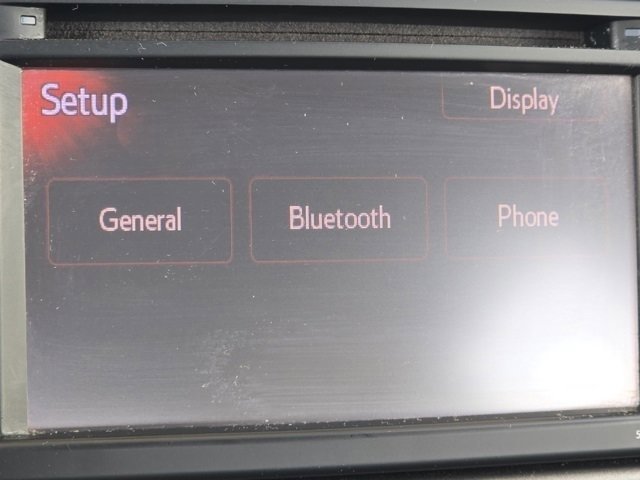 Setup
Display
General
Bluetooth
Phone